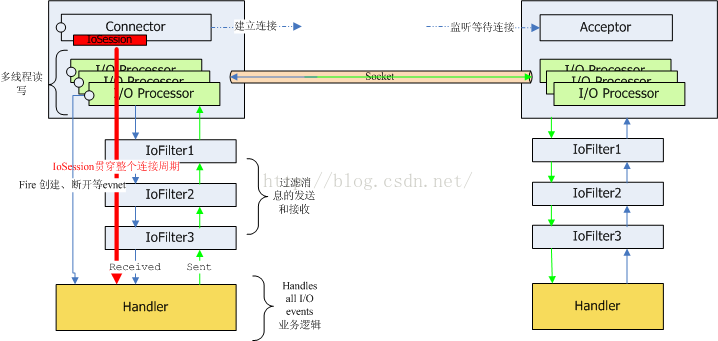 Connector
IoSession
建立连接
监听等待连接
Acceptor
多线程读
写
I/O Processor
I/O Processor
I/O Processor
Socket
I/O Processor
I/O Processor
I/O Processor
IoFilter1
IoSession贯穿整个连接周期
Fire 创建、断开等evnet
IoFilter2
IoFilter3
过滤消
息的发送
和接收
http://blog.csdn.net/
IoFilter1
IoFilter2
IoFilter3
Received
Sent
Handler
Handles
all I/O
events
业务逻辑
Handler